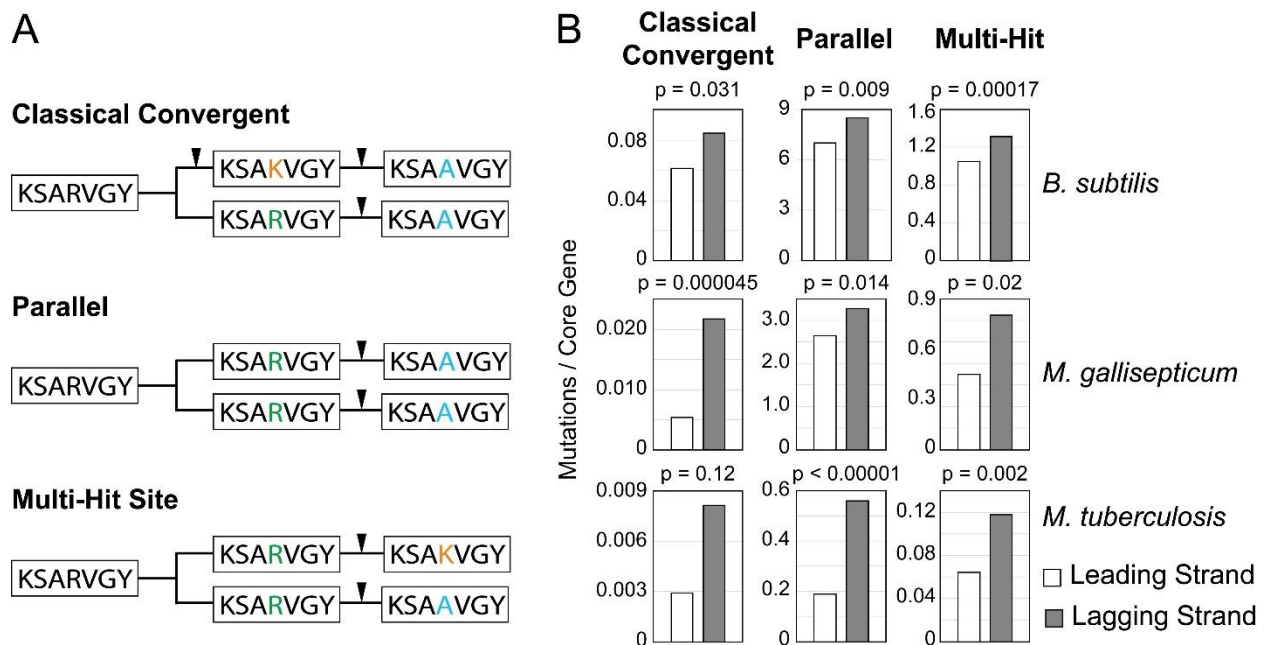 A
Classical Convergent
KSARVGY
KSAKVGY
KSAAVGY
KSARVGY
KSAAVGY
Parallel
KSARVGY
KSARVGY
KSAAVGY
KSARVGY
KSAAVGY
Multi-Hit Site
KSARVGY
KSARVGY
KSAKVGY
KSARVGY
KSAAVGY
B
Classical
Convergent
Parallel
Multi-Hit
Mutations / Core Gene
p = 0.031
0.08
0.04
0
p = 0.009
9
6
3
0
p = 0.00017
1.6
1.2
0.8
0.4
0
B. subtilis
p = 0.000045
0.020
0.010
0
p = 0.014
3.0
2.0
1.0
0
p = 0.02
0.9
0.6
0.3
0
M. gallisepticum
p = 0.12
0.009
0.006
0.003
0
p < 0.00001
0.6
0.4
0.2
0
p = 0.002
0.12
0.08
0.04
0
M. tuberculosis
Leading Strand
Lagging Strand